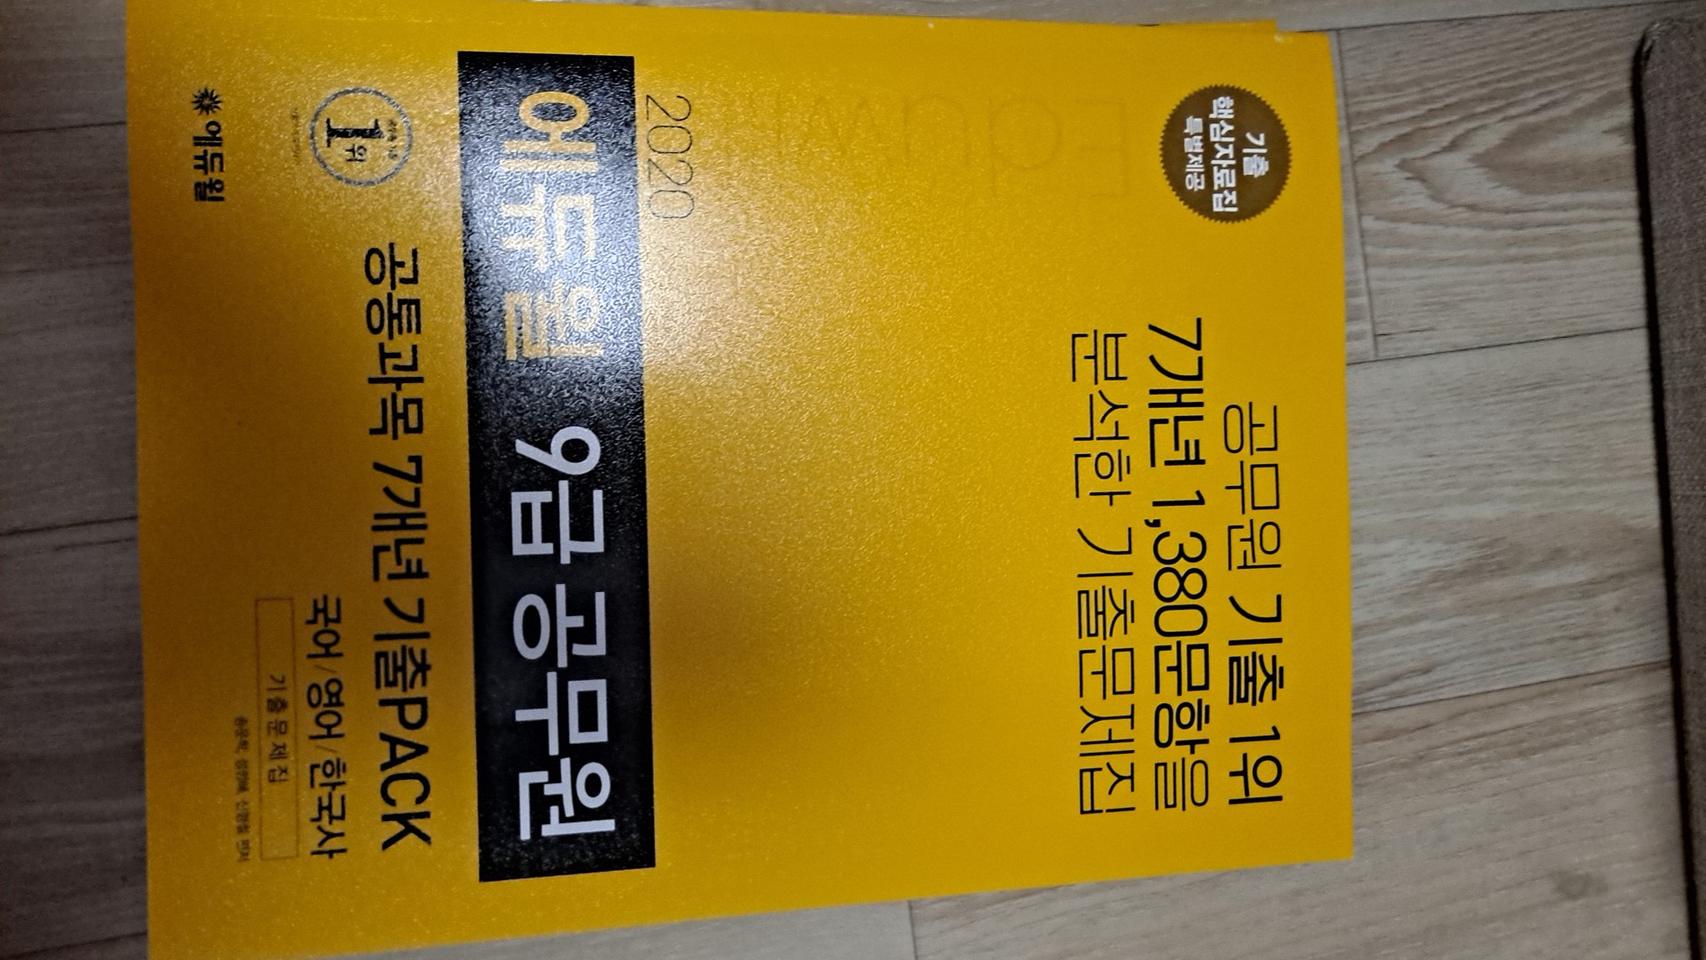 공무원 기출 1위
7개년 1,380문항을
분석한 기출문제집
기출
핵심자료집
특별제공
2020
에듀윌 9급 공무원
공통과목 7개년 기출PACK
국어/영어/한국사
기출문제집
1위
에듀윌